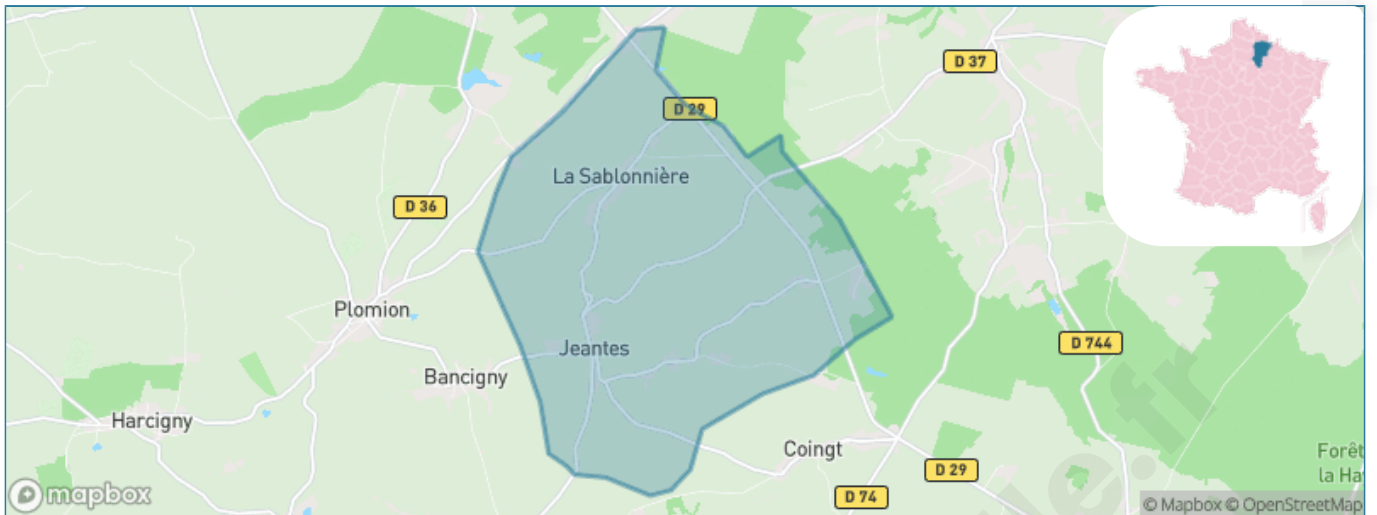 D 37
D 29
La Sablonnière
D 36
Plomion
Jeantes
D 744
Bancigny
Harcigny
Coingt
Forêt
la Ha
D 29
D 74
mapbox
© Mapbox © OpenStreetMap